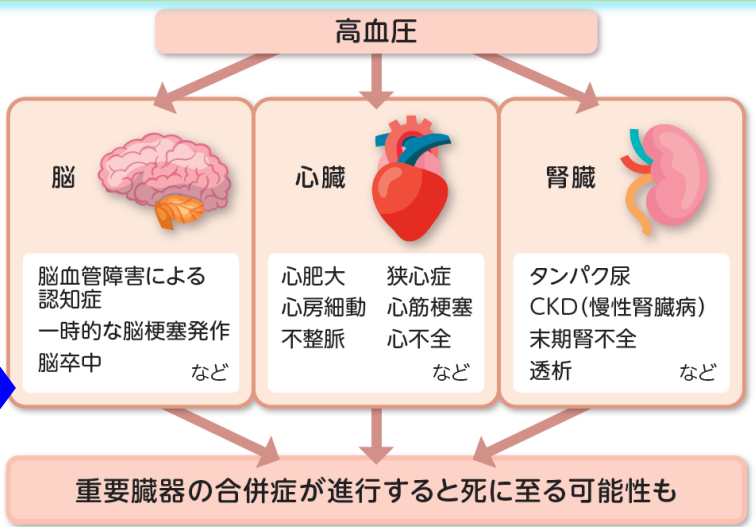 高血圧
脳
脳血管障害による
認知症
一時的な脳梗塞発作
脳卒中
など
心臓
心肥大 狭心症
心房細動 心筋梗塞
不整脈 心不全
など
腎臓
タンパク尿
CKD（慢性腎臓病）
末期腎不全
透析
など
重要臓器の合併症が進行すると死に至る可能性も